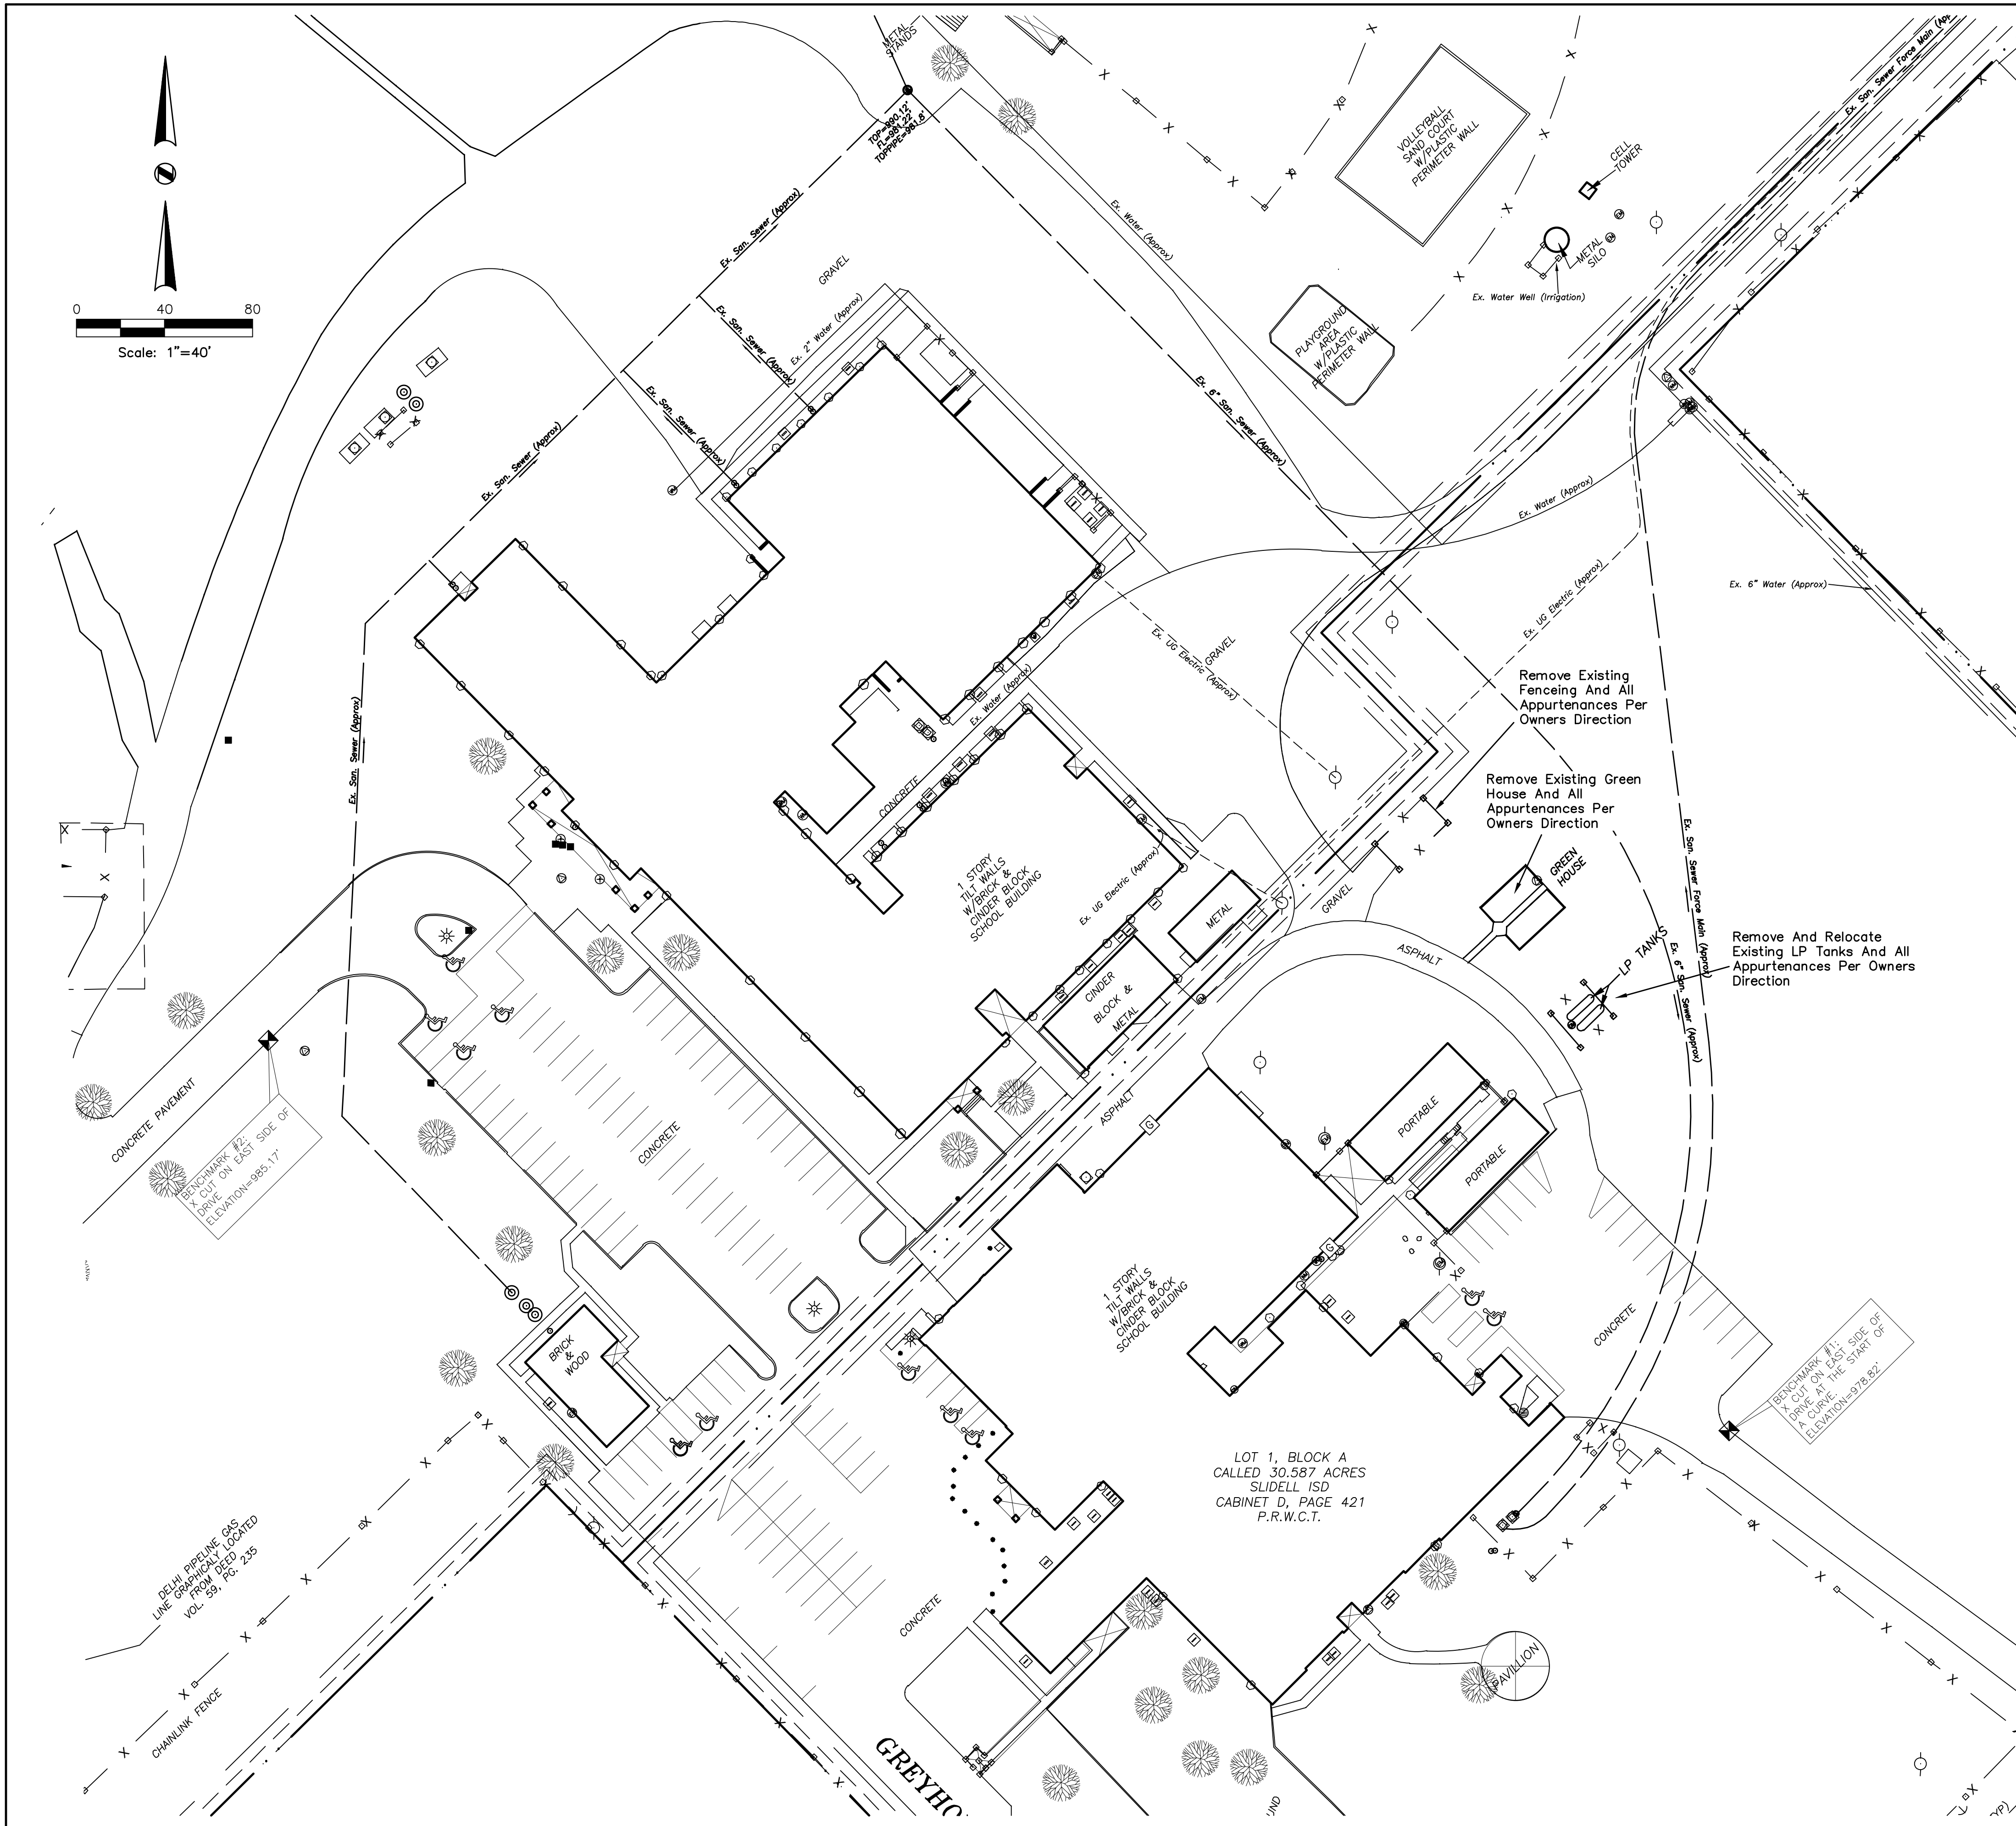 METAL
STANDS
TOP=990.12'
FL=981.22'
TOPPIPE=981.8'
Ex. San. Sewer Force Main (App
VOLLEYBALL
SAND COURT
W/PLASTIC
PERIMETER WALL
CELL
TOWER
METAL
SILO
Ex. Water Well (Irrigation)
PLAYGROUND
AREA
W/PLASTIC
PERIMETER WALL
0 40 80
Scale: 1"=40'
Ex. San. Sewer (Approx)
GRAVEL
Ex. Water (Approx)
Ex. San. Sewer (Approx)
Ex. 2" Water (Approx)
Ex. San. Sewer (Approx)
Ex. San. Sewer (Approx)
Ex. 6" San. Sewer (Approx)
Ex. Water (Approx)
Ex. 6" Water (Approx)
Ex. UG Electric (Approx)
Ex. UG Electric (Approx)
GRAVEL
Ex. Water (Approx)
Ex. San. Sewer (Approx)
Remove Existing
Fenceing And All
Appurtenances Per
Owners Direction
Remove Existing Green
House And All
Appurtenances Per
Owners Direction
CONCRETE
1 STORY
TILT WALLS
W/BRICK &
CINDER BLOCK
SCHOOL BUILDING
Ex. UG Electric (Approx)
METAL
GRAVEL
GREEN
HOUSE
Ex. San. Sewer Force Main (Approx)
Ex. 6" San. Sewer (Approx)
LP TANKS
Remove And Relocate
Existing LP Tanks And All
Appurtenances Per Owners
Direction
ASPHALT
CINDER
BLOCK &
METAL
ASPHALT
PORTABLE
PORTABLE
G
G
CONCRETE PAVEMENT
BENCHMARK #2:
X CUT ON EAST SIDE OF
DRIVE
ELEVATION=985.17'
CONCRETE
1 STORY
TILT WALLS
W/BRICK &
CINDER BLOCK
SCHOOL BUILDING
CONCRETE
BENCHMARK #1:
X CUT ON EAST SIDE OF
DRIVE AT THE START OF
A CURVE.
ELEVATION=978.82'
BRICK
&
WOOD
LOT 1, BLOCK A
CALLED 30.587 ACRES
SLIDELL ISD
CABINET D, PAGE 421
P.R.W.C.T.
DELHI PIPELINE GAS
LINE GRAPHICALY LOCATED
FROM DEED
VOL. 59, PG. 235
CHAINLINK FENCE
CONCRETE
PAVILLION
GREYHO
UND
YP)